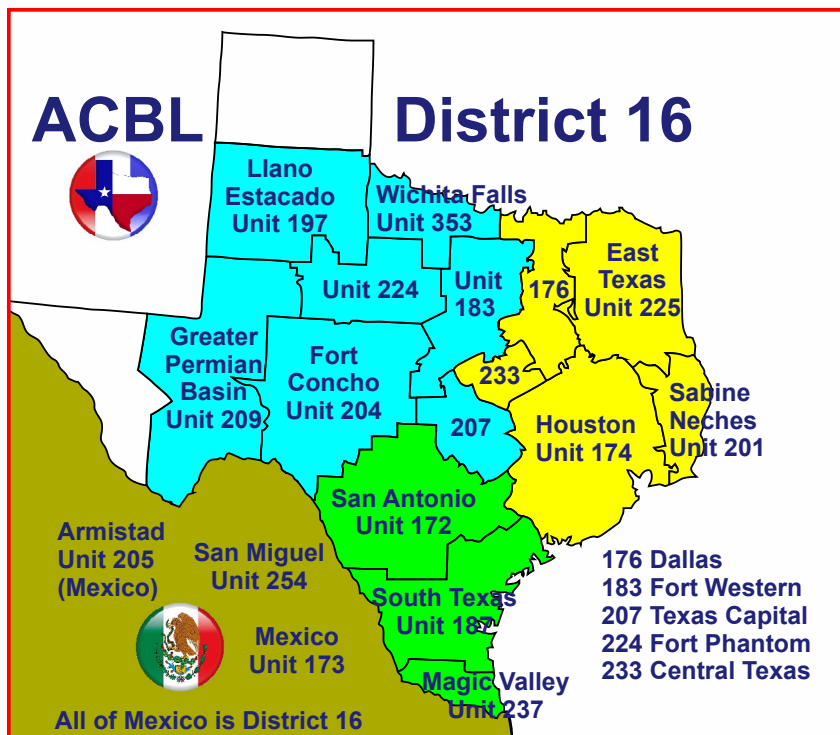 ACBL District 16
Llano
Estacado
Unit 197
Wichita Falls
Unit 353
Unit 224
Unit
183
176
East
Texas
Unit 225
Greater
Permian
Basin
Unit 209
Fort
Concho
Unit 204
233
207
Houston
Unit 174
Sabine
Neches
Unit 201
San Antonio
Unit 172
Armistad
Unit 205
(Mexico)
San Miguel
Unit 254
South Texas
Unit 187
Mexico
Unit 173
Magic Valley
Unit 237
176 Dallas
183 Fort Western
207 Texas Capital
224 Fort Phantom
233 Central Texas
All of Mexico is District 16